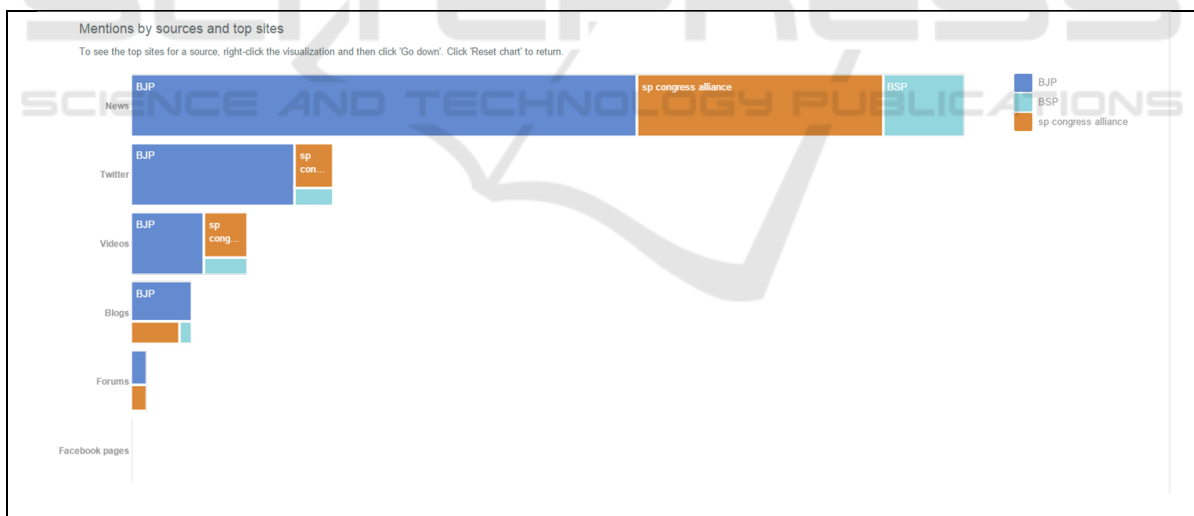 Mentions by sources and top sites
To see the top sites for a source, right-click the visualization and then click 'Go down'. Click 'Reset chart' to return.
News
BJP
sp congress alliance
BSP
BJP
BSP
sp congress alliance
SCIENCE AND TECHNOLOGY PUBLICATIONS
Twitter
BJP
sp
con...
Videos
BJP
sp
cong...
Blogs
BJP
Forums
Facebook pages